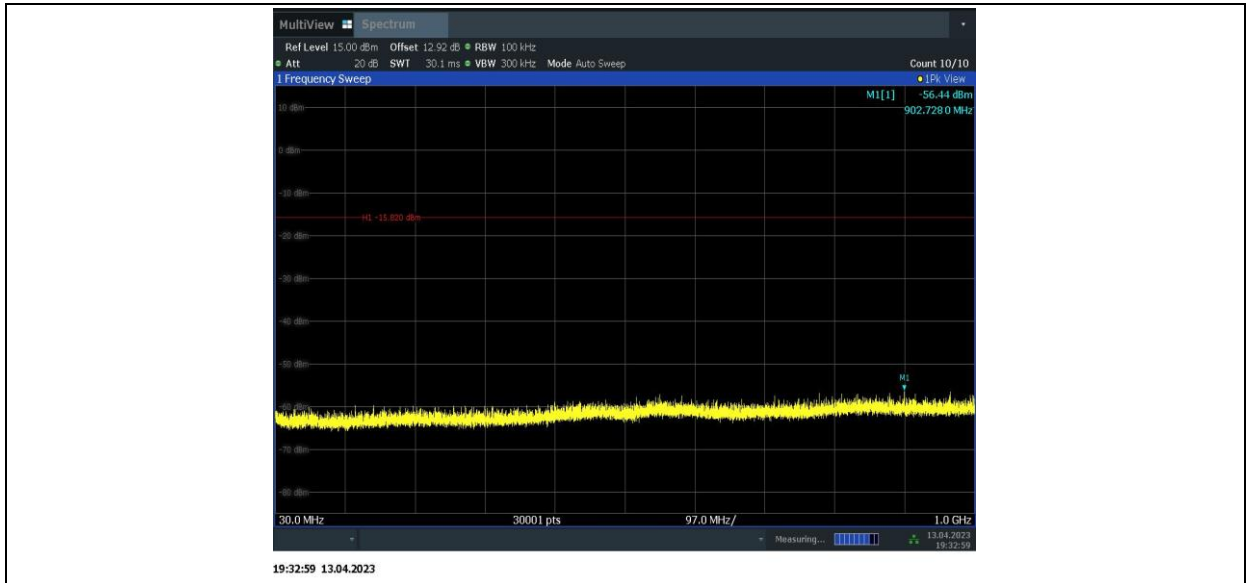 MultiView Spectrum
Ref Level 15.00 dBm Offset 12.92 dB RBW 100 kHz
Att 20 dB SWT 30.1 ms VBW 300 kHz Mode Auto Sweep Count 10/10
1 Frequency Sweep 1Pk View
M1[1] -56.44 dBm
902.728 0 MHz
10 dBm
0 dBm
-10 dBm
H1 -15.820 dBm
-20 dBm
-30 dBm
-40 dBm
-50 dBm
M1
-60 dBm
-70 dBm
-80 dBm
30.0 MHz 30001 pts 97.0 MHz/ 1.0 GHz
Measuring... 13.04.2023
19:32:59
19:32:59 13.04.2023